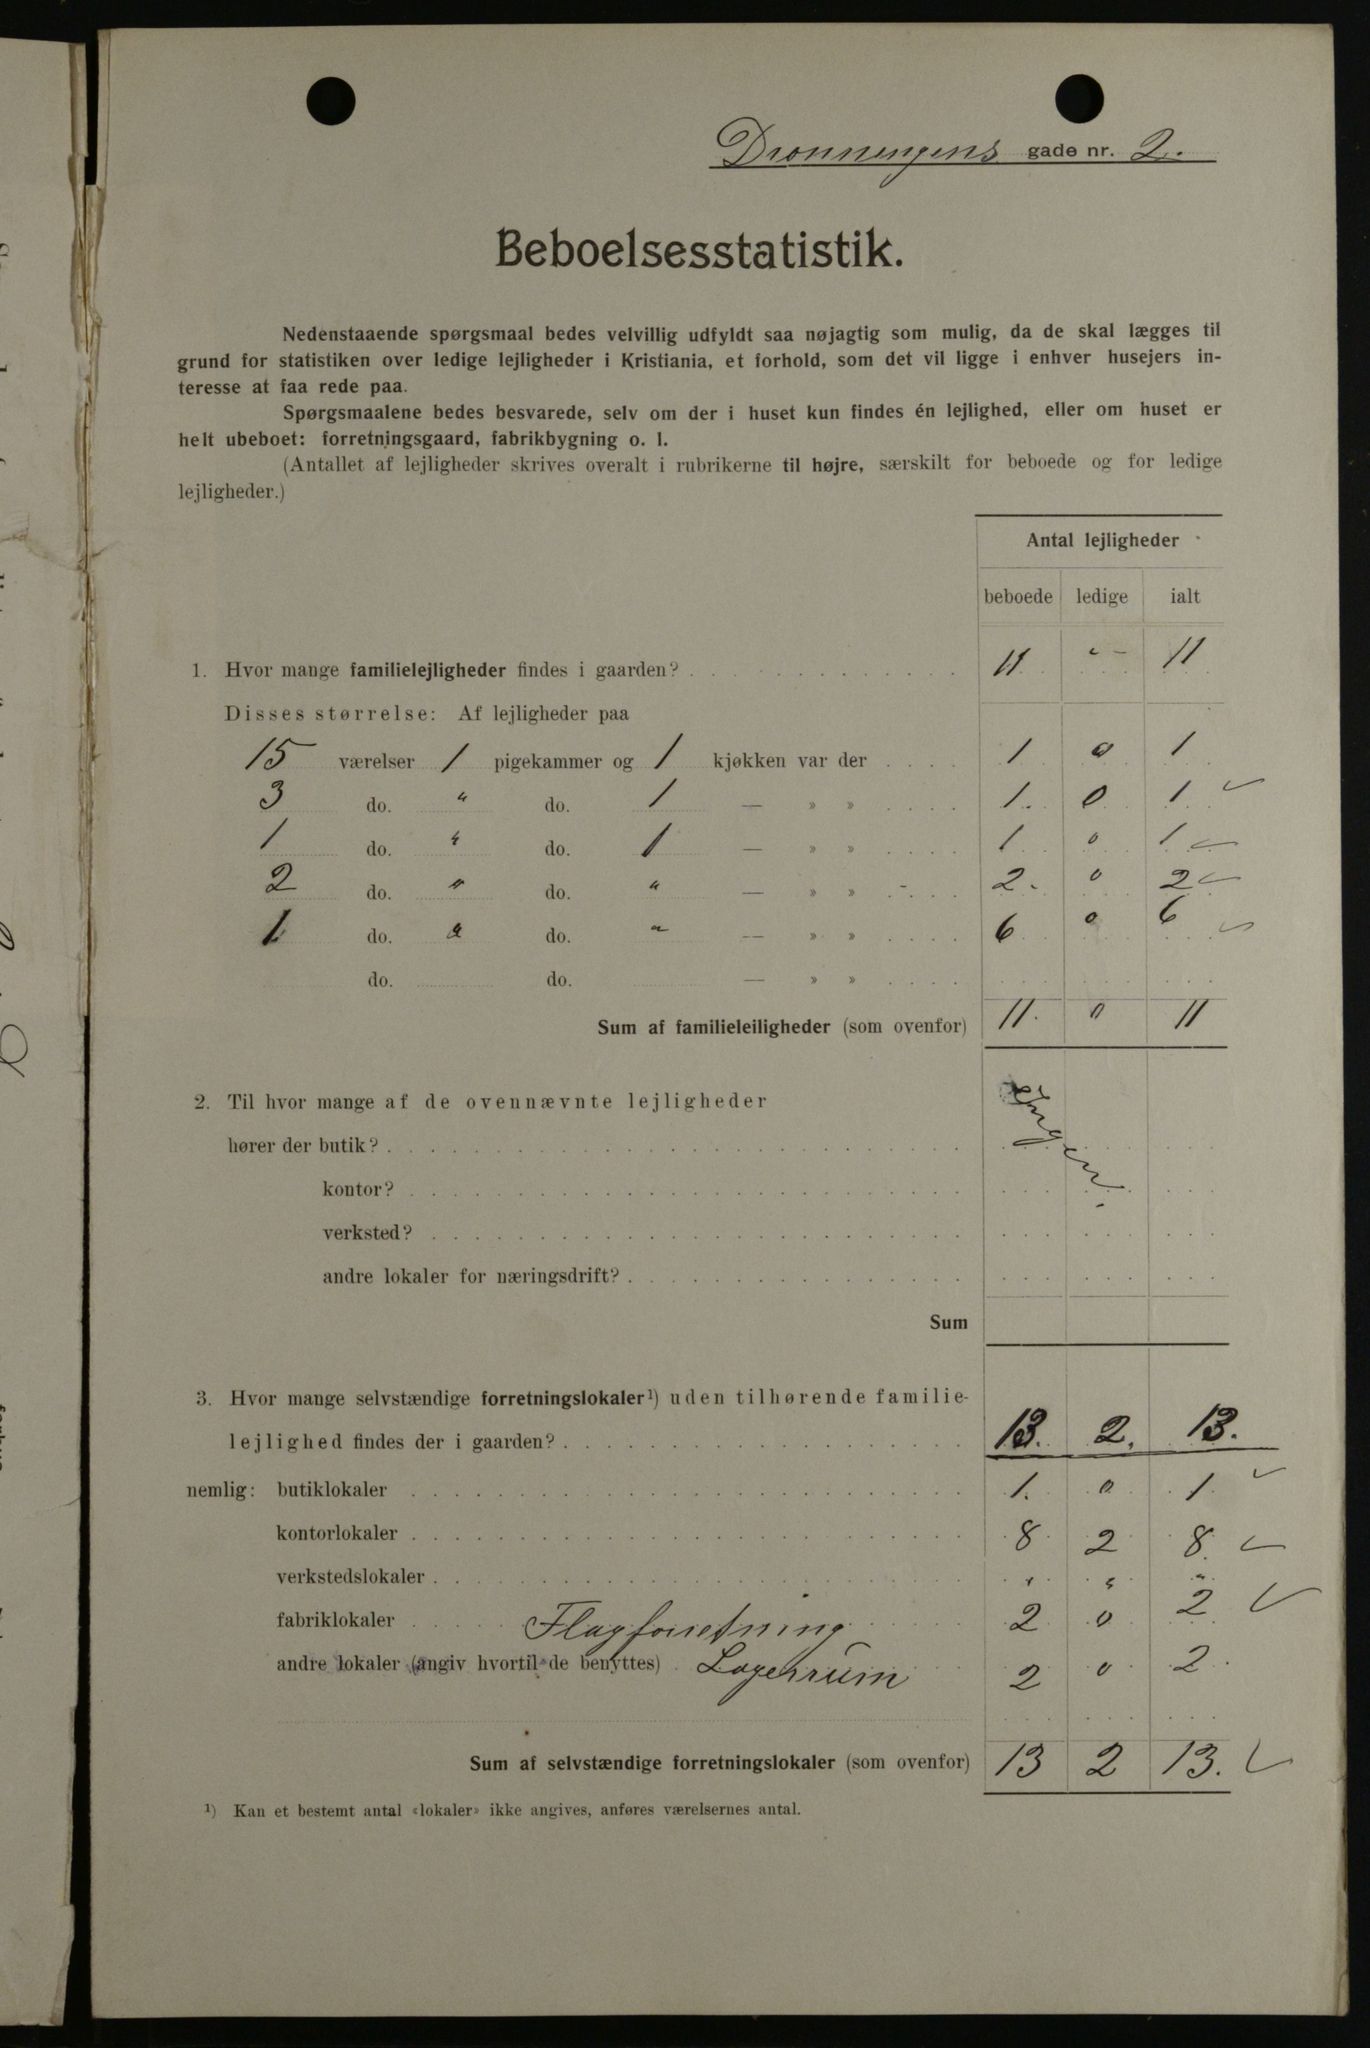 Dronningens gade nr. 2.
Beboelsesstatistik.
Nedenstaaende spørgsmaal bedes velvillig udfyldt saa nøjagtig som mulig, da de skal lægges til
grund for statistiken over ledige lejligheder i Kristiania, et forhold, som det vil ligge i enhver husejers in-
teresse at faa rede paa.
Spørgsmaalene bedes besvarede, selv om der i huset kun findes én lejlighed, eller om huset er
helt ubeboet: forretningsgaard, fabrikbygning o. l.
(Antallet af lejligheder skrives overalt i rubrikerne til højre, særskilt for beboede og for ledige
lejligheder.)
Antal lejligheder
beboede ledige ialt
1. Hvor mange familielejligheder findes i gaarden? 11 " 11
Disses størrelse: Af lejligheder paa
15 værelser 1 pigekammer og 1 kjøkken var der 1 0 1
3 do. " do. 1 — » » 1. 0 1
1 do. " do. 1 — » » 1 0 1
2 do. " do. " — » » 2. 0 2
1 do. " do. " — » » 6 0 6
do. do. — » »
Sum af familieleiligheder (som ovenfor) 11. 0 11
2. Til hvor mange af de ovennævnte lejligheder
hører der butik?
Ingen.
kontor?
verksted?
andre lokaler for næringsdrift?
Sum
3. Hvor mange selvstændige forretningslokaler¹) uden tilhørende familie-
lejlighed findes der i gaarden? 13. 2. 13.
nemlig: butiklokaler 1. 0 1
kontorlokaler 8 2 8
verkstedslokaler " " "
fabriklokaler Flagforretning 2 0 2
andre lokaler (angiv hvortil de benyttes) Lagerrum 2 0 2
Sum af selvstændige forretningslokaler (som ovenfor) 13 2 13.
¹) Kan et bestemt antal «lokaler» ikke angives, anføres værelsernes antal.